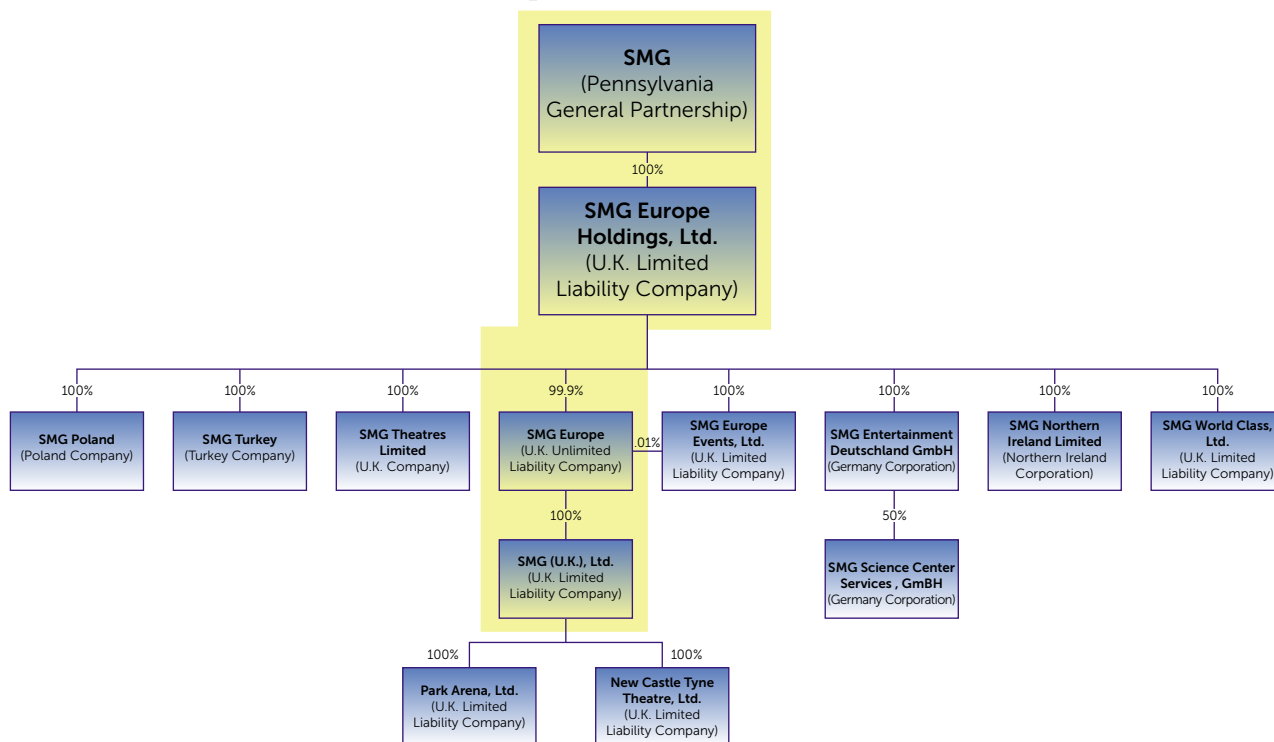 SMG
(Pennsylvania
General Partnership)
100%
SMG Europe
Holdings, Ltd.
(U.K. Limited
Liability Company)
100%
100%
100%
99.9%
100%
100%
100%
100%
SMG Poland
(Poland Company)
SMG Turkey
(Turkey Company)
SMG Theatres
Limited
(U.K. Company)
SMG Europe
(U.K. Unlimited
Liability Company)
.01%
SMG Europe
Events, Ltd.
(U.K. Limited
Liability Company)
SMG Entertainment
Deutschland GmbH
(Germany Corporation)
SMG Northern
Ireland Limited
(Northern Ireland
Corporation)
SMG World Class,
Ltd.
(U.K. Limited
Liability Company)
100%
50%
SMG (U.K.), Ltd.
(U.K. Limited
Liability Company)
SMG Science Center
Services , GmBH
(Germany Corporation)
100%
100%
Park Arena, Ltd.
(U.K. Limited
Liability Company)
New Castle Tyne
Theatre, Ltd.
(U.K. Limited
Liability Company)